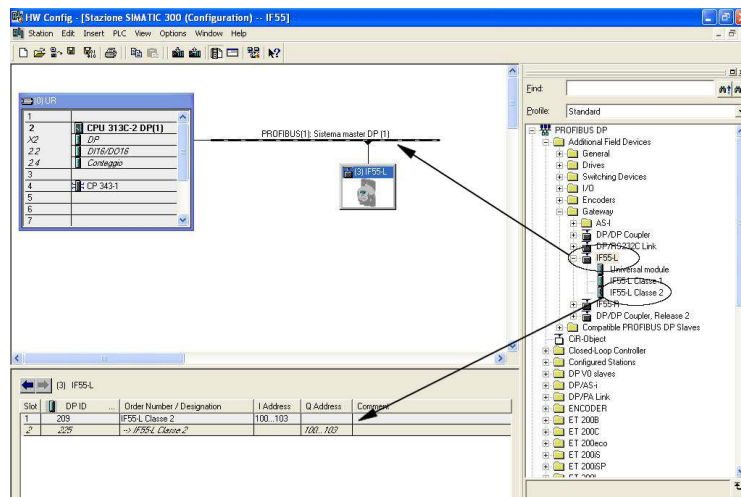 HW Config - [Stazione SIMATIC 300 (Configuration) -- IF55]
Station Edit Insert PLC View Options Window Help
(0) UR
1
2 CPU 313C-2 DP(1)
X2 DP
2.2 DI16/DO16
2.4 Conteggio
3
4 CP 343-1
5
6
7
PROFIBUS(1): Sistema master DP (1)
(3) IF55-L
Find:
Profile: Standard
PROFIBUS DP
Additional Field Devices
General
Drives
Switching Devices
I/O
Encoders
Gateway
AS-I
DP/DP Coupler
DP/RS232C Link
IF55-L
Universal module
IF55-L Classe 1
IF55-L Classe 2
IF55-R
DP/DP Coupler, Release 2
Compatible PROFIBUS DP Slaves
CiR-Object
Closed-Loop Controller
Configured Stations
DP V0 slaves
DP/AS-i
DP/PA Link
ENCODER
ET 200B
ET 200C
ET 200eco
ET 200iS
ET 200iSP
(3) IF55-L
Slot DP ID ... Order Number / Designation I Address Q Address Comment
1 209 IF55-L Classe 2 100...103
2 225 --> IF55-L Classe 2 100...103